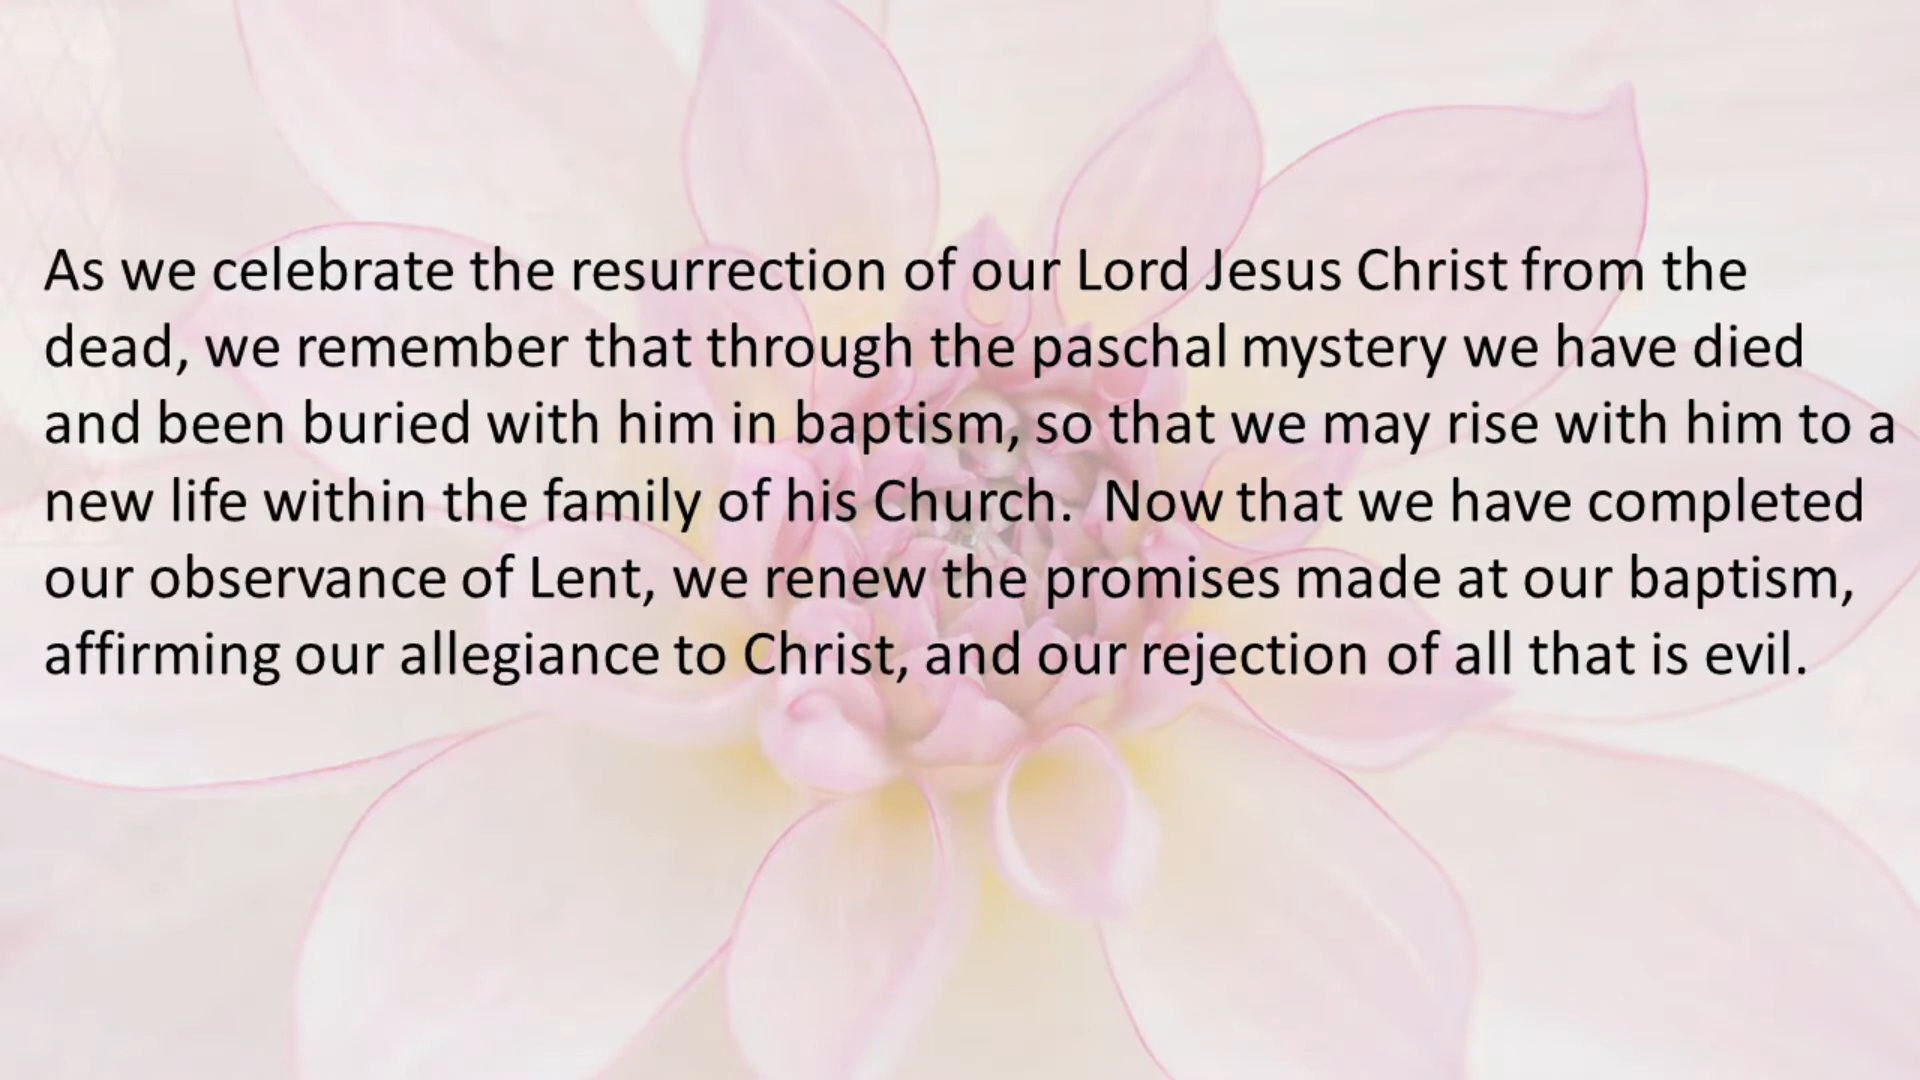 As we celebrate the resurrection of our Lord Jesus Christ from the
dead, we remember that through the paschal mystery we have died
and been buried with him in baptism, so that we may rise with him to a
new life within the family of his Church.  Now that we have completed
our observance of Lent, we renew the promises made at our baptism,
affirming our allegiance to Christ, and our rejection of all that is evil.